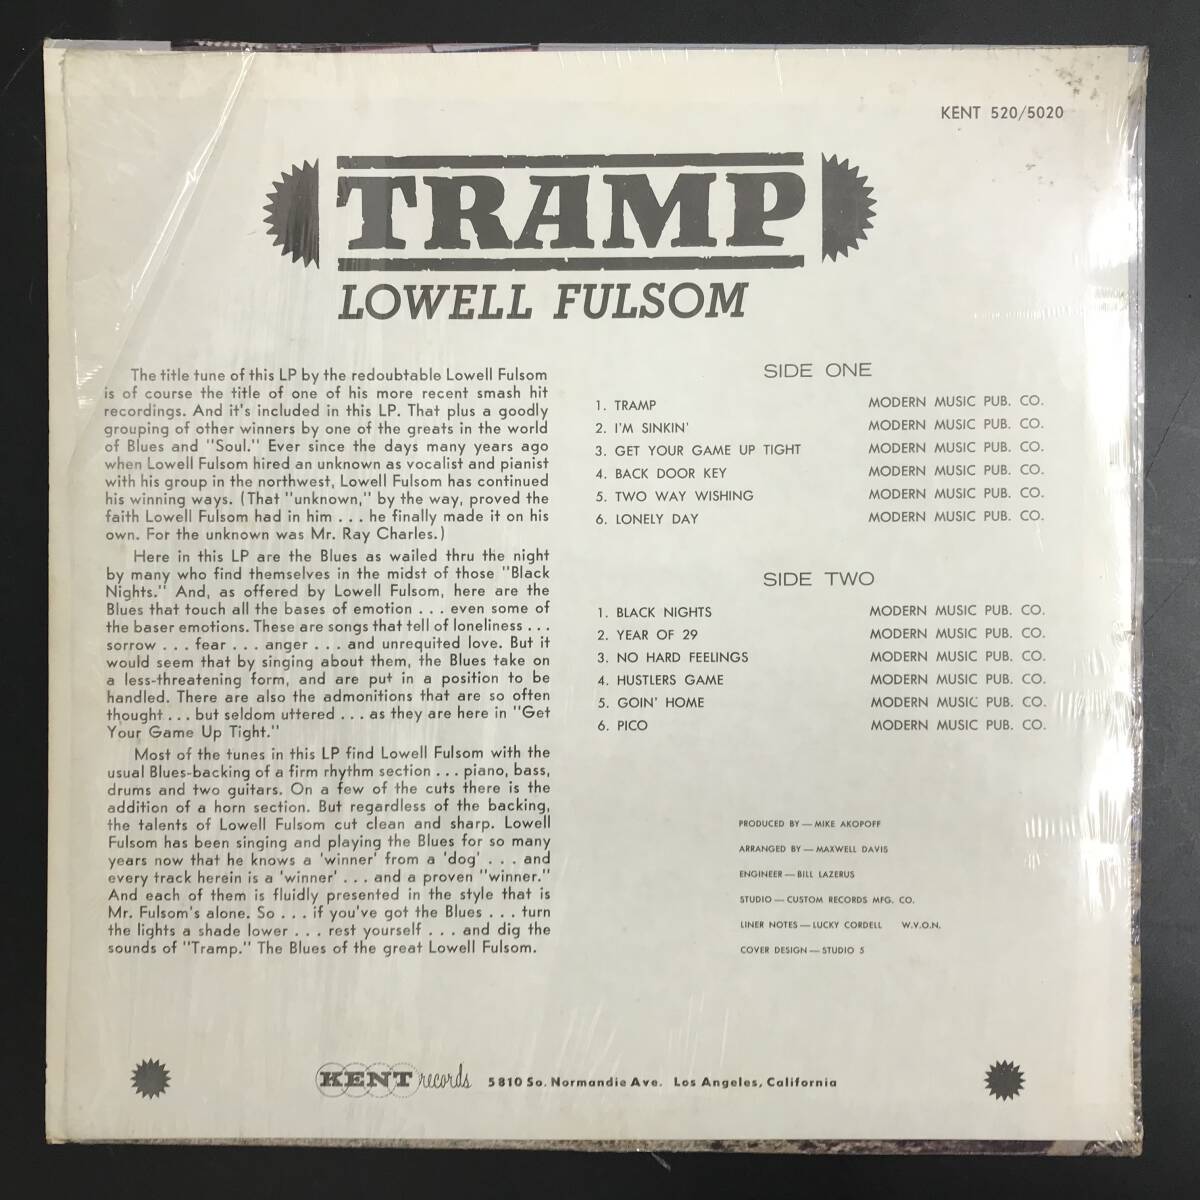 KENT 520/5020
TRAMP
LOWELL FULSOM
The title tune of this LP by the redoubtable Lowell Fulsom
is of course the title of one of his more recent smash hit
recordings. And it's included in this LP. That plus a goodly
grouping of other winners by one of the greats in the world
of Blues and "Soul." Ever since the days many years ago
when Lowell Fulsom hired an unknown as vocalist and pianist
with his group in the northwest, Lowell Fulsom has continued
his winning ways. (That "unknown," by the way, proved the
faith Lowell Fulsom had in him . . . he finally made it on his
own. For the unknown was Mr. Ray Charles.)
Here in this LP are the Blues as wailed thru the night
by many who find themselves in the midst of those "Black
Nights." And, as offered by Lowell Fulsom, here are the
Blues that touch all the bases of emotion . . . even some of
the baser emotions. These are songs that tell of loneliness . . .
sorrow . . . fear . . . anger . . . and unrequited love. But it
would seem that by singing about them, the Blues take on
a less-threatening form, and are put in a position to be
handled. There are also the admonitions that are so often
thought . . . but seldom uttered . . . as they are here in "Get
Your Game Up Tight."
Most of the tunes in this LP find Lowell Fulsom with the
usual Blues-backing of a firm rhythm section . . . piano, bass,
drums and two guitars. On a few of the cuts there is the
addition of a horn section. But regardless of the backing,
the talents of Lowell Fulsom cut clean and sharp. Lowell
Fulsom has been singing and playing the Blues for so many
years now that he knows a 'winner' from a 'dog' . . . and
every track herein is a 'winner' . . . and a proven "winner."
And each of them is fluidly presented in the style that is
Mr. Fulsom's alone. So . . . if you've got the Blues . . . turn
the lights a shade lower . . . rest yourself . . . and dig the
sounds of "Tramp." The Blues of the great Lowell Fulsom.
SIDE ONE
1. TRAMP MODERN MUSIC PUB. CO.
2. I'M SINKIN' MODERN MUSIC PUB. CO.
3. GET YOUR GAME UP TIGHT MODERN MUSIC PUB. CO.
4. BACK DOOR KEY MODERN MUSIC PUB. CO.
5. TWO WAY WISHING MODERN MUSIC PUB. CO.
6. LONELY DAY MODERN MUSIC PUB. CO.
SIDE TWO
1. BLACK NIGHTS MODERN MUSIC PUB. CO.
2. YEAR OF 29 MODERN MUSIC PUB. CO.
3. NO HARD FEELINGS MODERN MUSIC PUB. CO.
4. HUSTLERS GAME MODERN MUSIC PUB. CO.
5. GOIN' HOME MODERN MUSIC PUB. CO.
6. PICO MODERN MUSIC PUB. CO.
PRODUCED BY — MIKE AKOPOFF
ARRANGED BY — MAXWELL DAVIS
ENGINEER — BILL LAZERUS
STUDIO — CUSTOM RECORDS MFG. CO.
LINER NOTES — LUCKY CORDELL W.V.O.N.
COVER DESIGN — STUDIO 5
KENT records 5810 So. Normandie Ave. Los Angeles, California